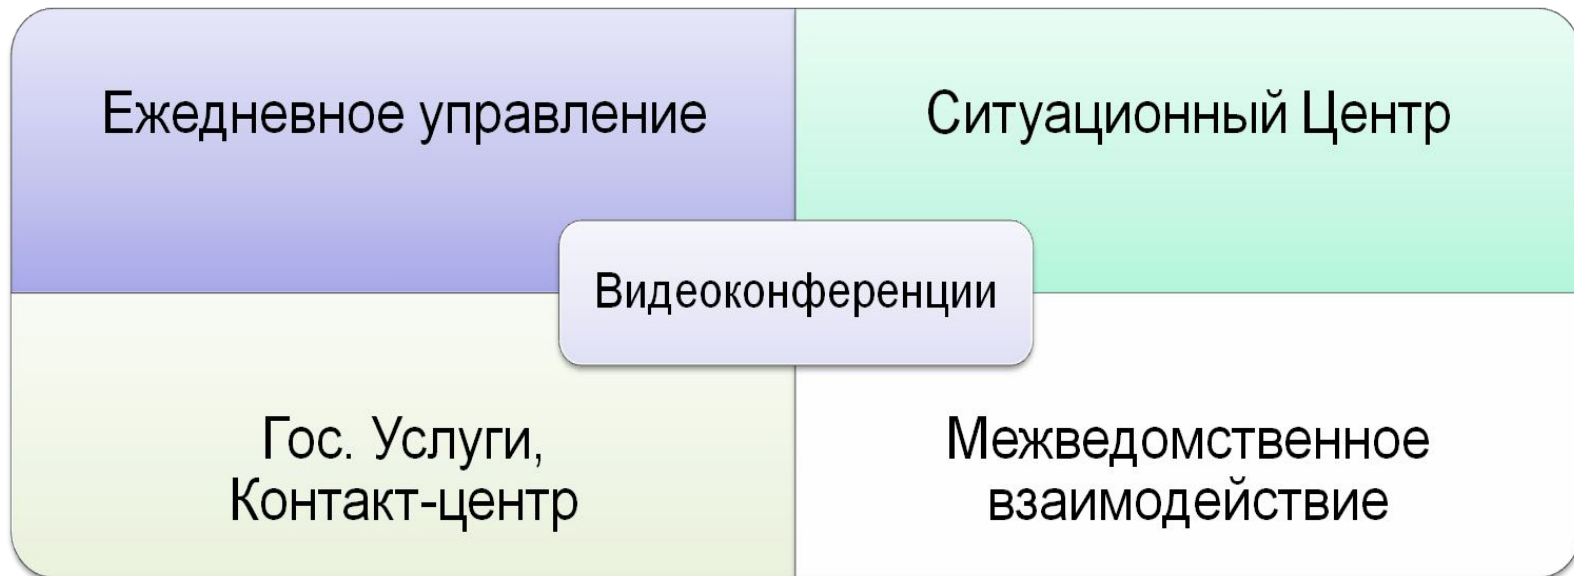 Ежедневное управление
Ситуационный Центр
Видеоконференции
Гос. Услуги,
Контакт-центр
Межведомственное
взаимодействие